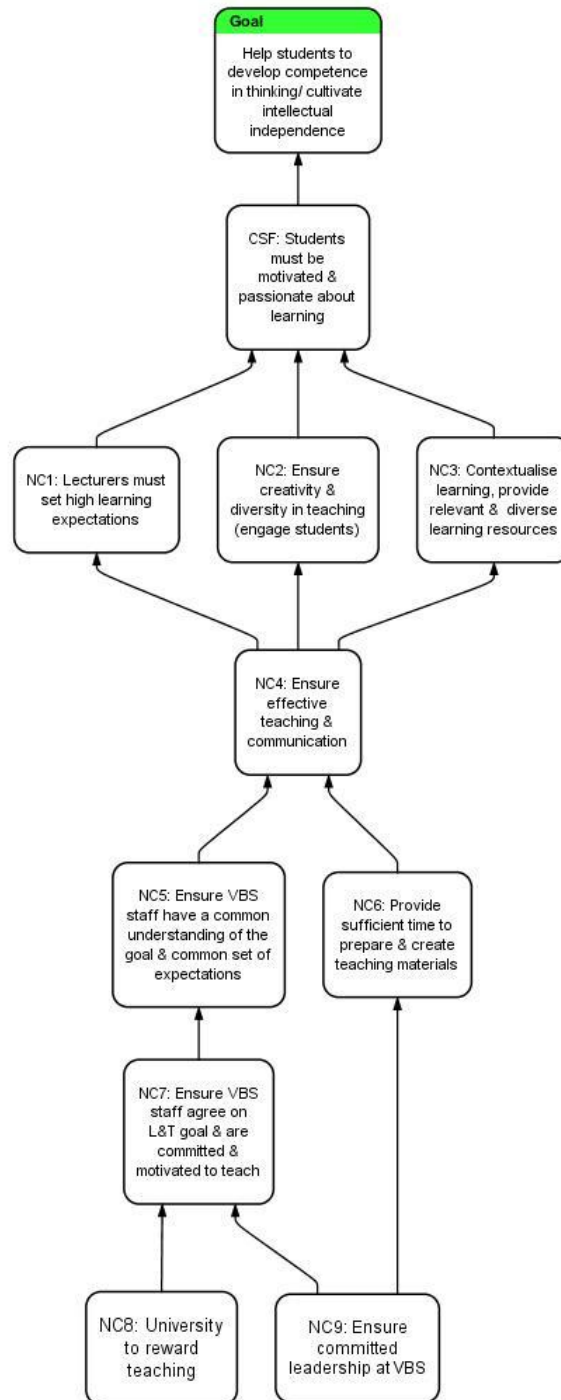 Goal
Help students to
develop competence
in thinking/ cultivate
intellectual
independence
CSF: Students
must be
motivated &
passionate about
learning
NC1: Lecturers must
set high learning
expectations
NC2: Ensure
creativity &
diversity in teaching
(engage students)
NC3: Contextualise
learning, provide
relevant & diverse
learning resources
NC4: Ensure
effective
teaching &
communication
NC5: Ensure VBS
staff have a common
understanding of the
goal & common set of
expectations
NC6: Provide
sufficient time to
prepare & create
teaching materials
NC7: Ensure VBS
staff agree on
L&T goal & are
committed &
motivated to teach
NC8: University
to reward
teaching
NC9: Ensure
committed
leadership at VBS